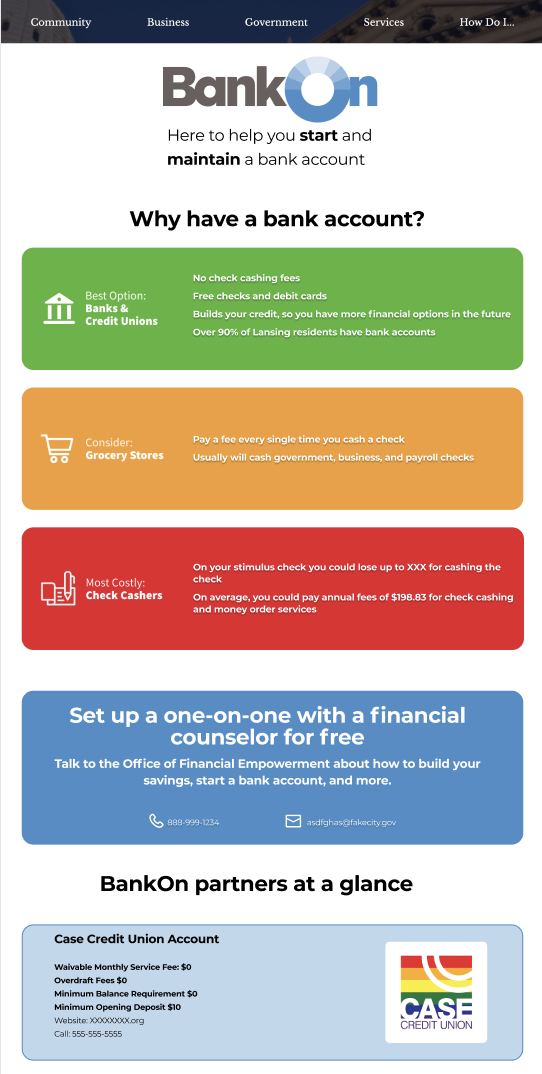 Community Business Government Services How Do I...
BankOn
Here to help you start and
maintain a bank account
Why have a bank account?
Best Option:
Banks &
Credit Unions
No check cashing fees
Free checks and debit cards
Builds your credit, so you have more financial options in the future
Over 90% of Lansing residents have bank accounts
Consider:
Grocery Stores
Pay a fee every single time you cash a check
Usually will cash government, business, and payroll checks
Most Costly:
Check Cashers
On your stimulus check you could lose up to XXX for cashing the
check
On average, you could pay annual fees of $198.83 for check cashing
and money order services
Set up a one-on-one with a financial
counselor for free
Talk to the Office of Financial Empowerment about how to build your
savings, start a bank account, and more.
888-999-1234 asdfghas@fakecity.gov
BankOn partners at a glance
Case Credit Union Account
Waivable Monthly Service Fee: $0
Overdraft Fees $0
Minimum Balance Requirement $0
Minimum Opening Deposit $10
Website: XXXXXXXX.org
Call: 555-555-5555
CASE
CREDIT UNION